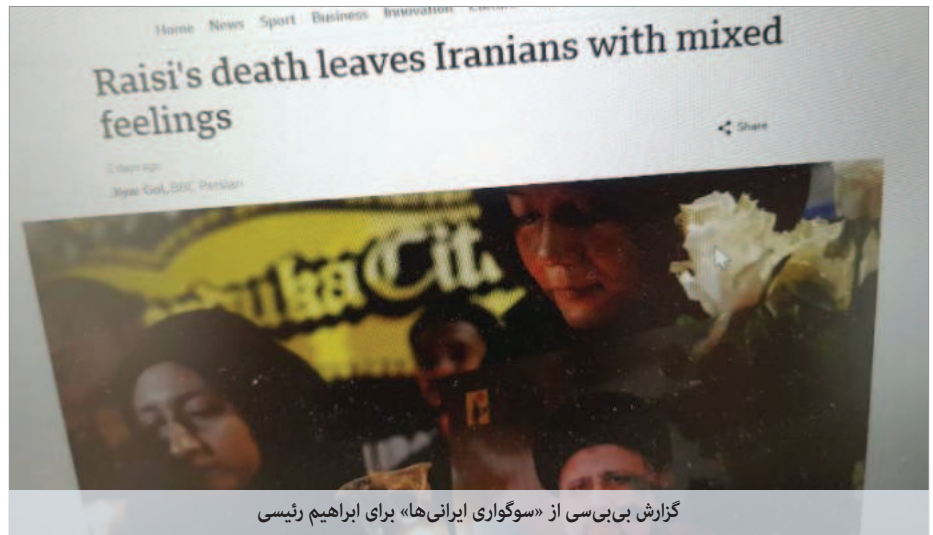 Home News Sport Business Innovation
Raisi's death leaves Iranians with mixed
feelings
Share
Jiyar Gol, BBC Persian
Cit
گزارش بی‌بی‌سی از «سوگواری ایرانی‌ها» برای ابراهیم رئیسی